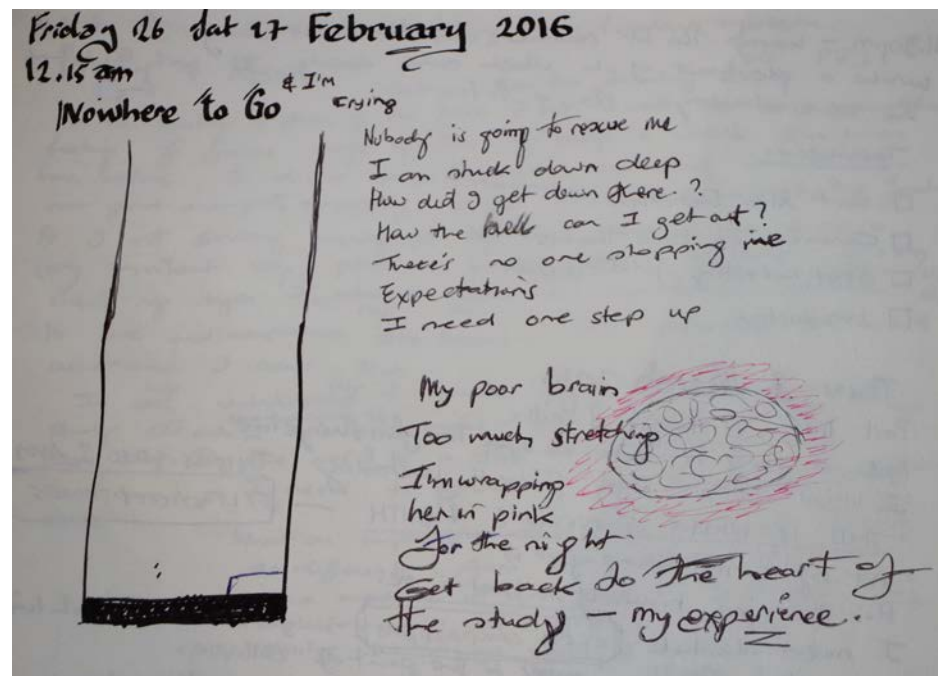 Friday 26 Sat 27 February 2016
12.15 am
Nowhere to Go & I'm crying
Nobody is going to rescue me
I am stuck down deep
How did I get down here?
How the hell can I get out?
There's no one stopping me
Expectations
I need one step up
My poor brain
Too much stretching
I'm wrapping
her in pink
for the night.
Get back to the heart of
the study – my experience.